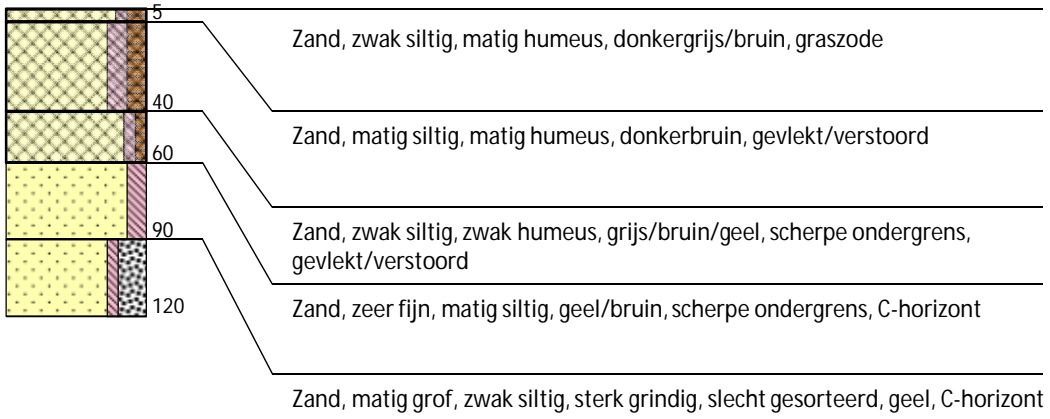 5
Zand, zwak siltig, matig humeus, donkergrijs/bruin, graszode
40
Zand, matig siltig, matig humeus, donkerbruin, gevlekt/verstoord
60
90
Zand, zwak siltig, zwak humeus, grijs/bruin/geel, scherpe ondergrens,
gevlekt/verstoord
120
Zand, zeer fijn, matig siltig, geel/bruin, scherpe ondergrens, C-horizont
Zand, matig grof, zwak siltig, sterk grindig, slecht gesorteerd, geel, C-horizont